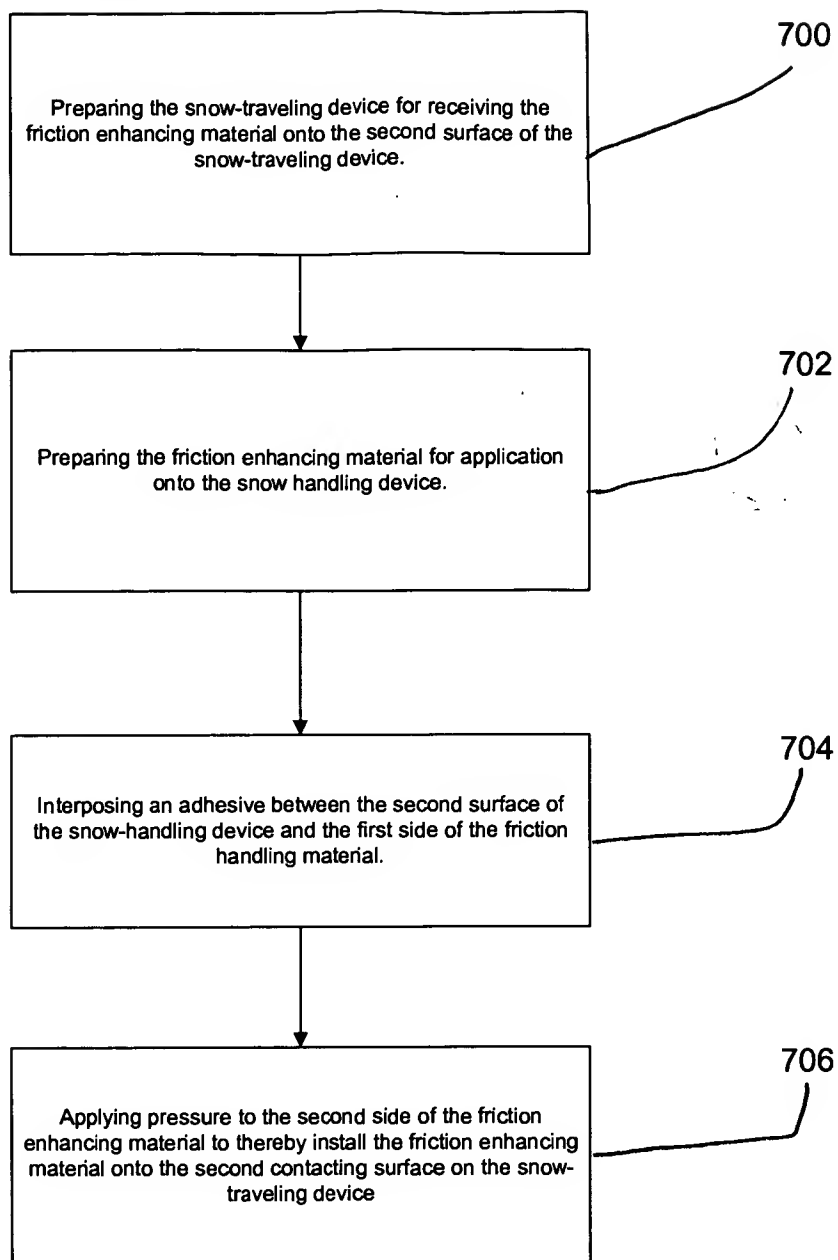 700
Preparing the snow-traveling device for receiving the
friction enhancing material onto the second surface of the
snow-traveling device.
702
Preparing the friction enhancing material for application
onto the snow handling device.
704
Interposing an adhesive between the second surface of
the snow-handling device and the first side of the friction
handling material.
706
Applying pressure to the second side of the friction
enhancing material to thereby install the friction enhancing
material onto the second contacting surface on the snow-
traveling device